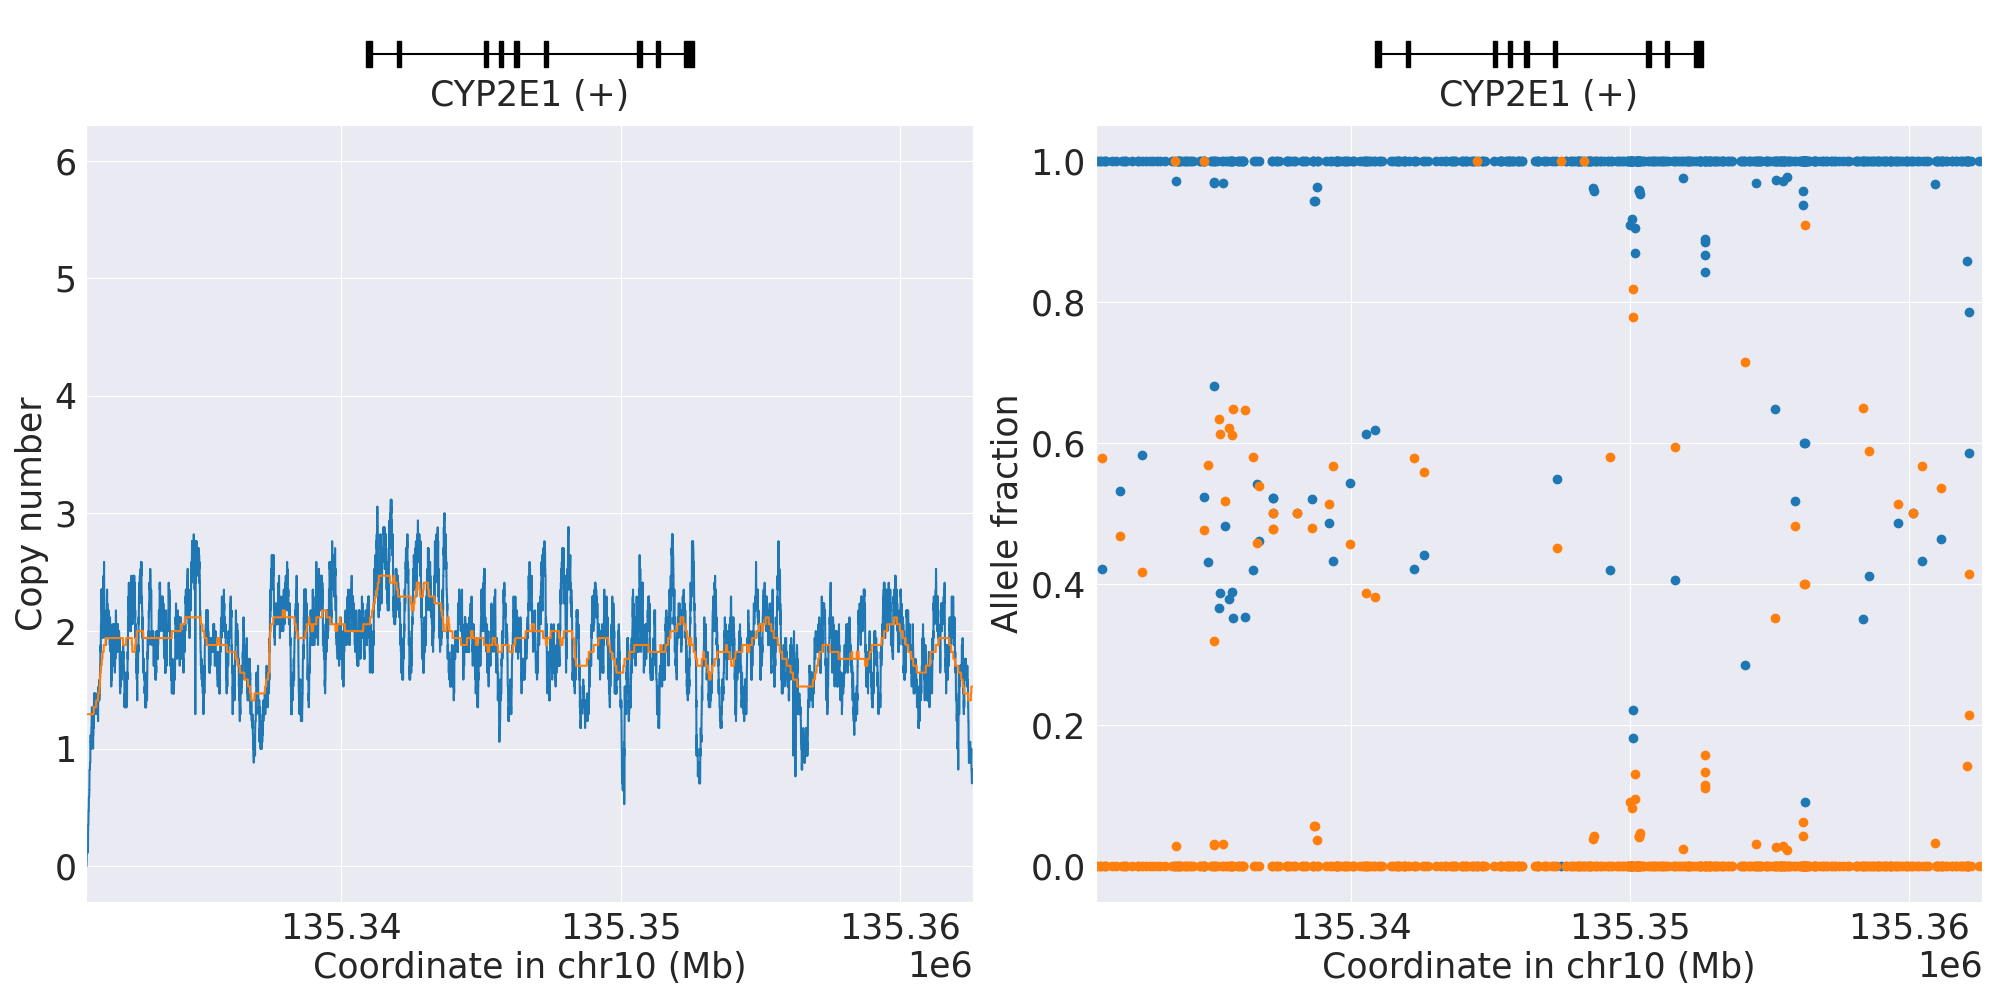 CYP2E1 (+)
6
5
4
3
2
1
0
Copy number
135.34 135.35 135.36
Coordinate in chr10 (Mb)
1e6
CYP2E1 (+)
1.0
0.8
0.6
0.4
0.2
0.0
Allele fraction
135.34 135.35 135.36
Coordinate in chr10 (Mb)
1e6